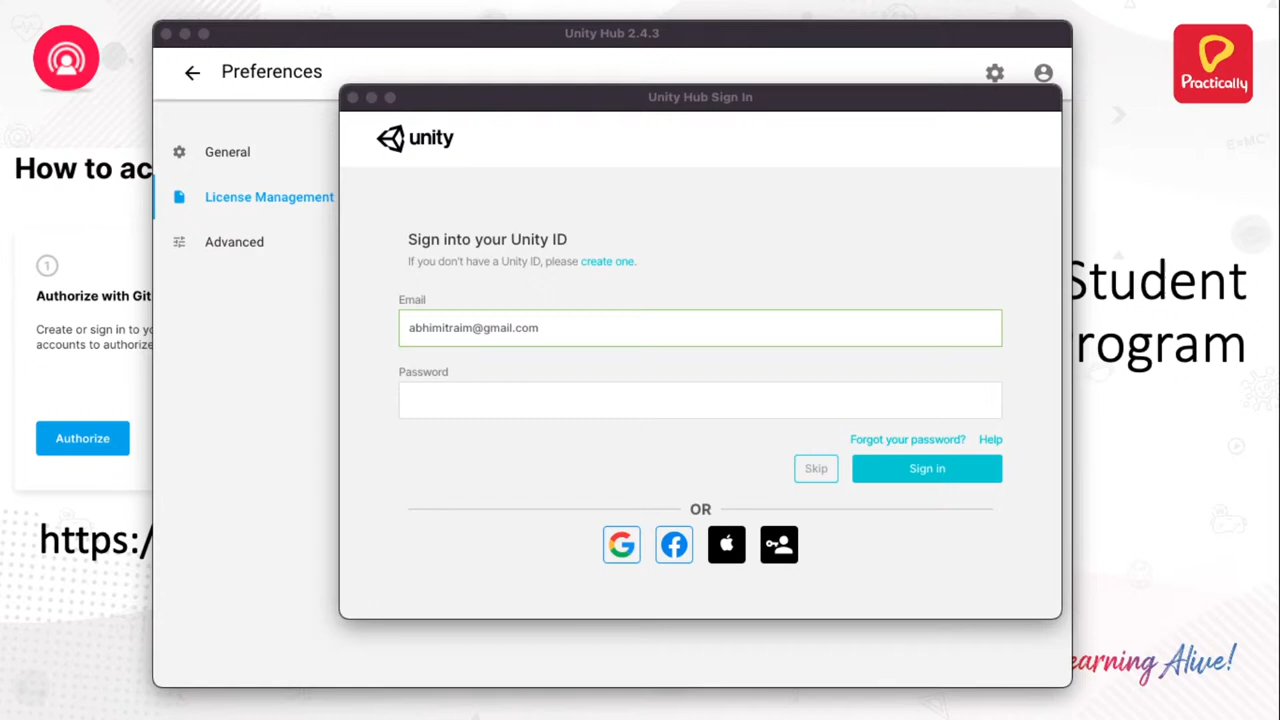 Unity Hub 2.4.3
Preferences
Practically
Unity Hub Sign In
unity
General
How to ac
License Management
Advanced
Sign into your Unity ID
If you don't have a Unity ID, please create one.
1
Authorize with Git
Create or sign in to yo
accounts to authorize
Student
rogram
Email
abhimitraim@gmail.com
Password
Authorize
Forgot your password? Help
Skip
Sign in
OR
https:/
earning Alive!
E=MC²